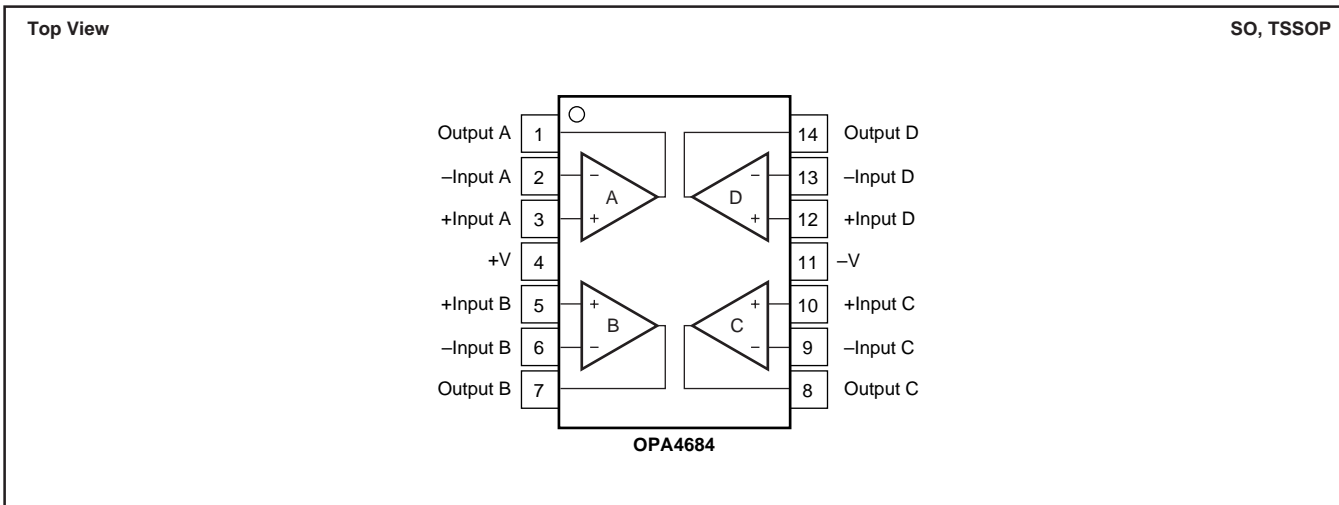 Top View
SO, TSSOP
Output A 1
14 Output D
–Input A 2
–
–
13 –Input D
A
D
+Input A 3
+
+
12 +Input D
+V 4
11 –V
+Input B 5
+
+
10 +Input C
B
C
–Input B 6
–
–
9 –Input C
Output B 7
8 Output C
OPA4684